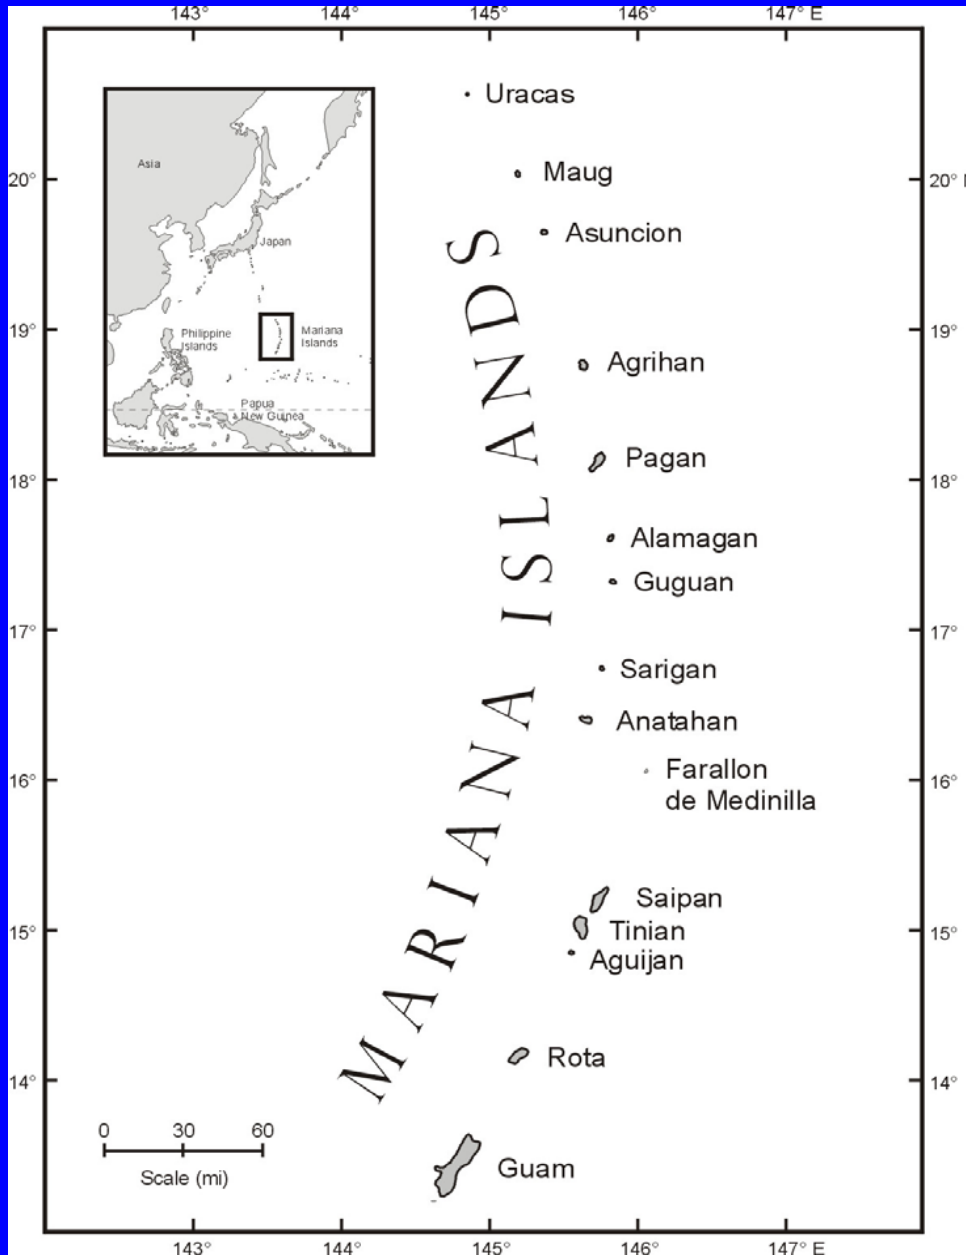 143°
144°
145°
146°
147° E
Uracas
Maug
20°
20°
Asuncion
Asia
Japan
19°
19°
Philippine
Islands
Mariana
Islands
Agrihan
Papua
New Guinea
Pagan
18°
18°
Alamagan
Guguan
17°
17°
Sarigan
Anatahan
16°
16°
Farallon
de Medinilla
MARIANA ISLANDS
Saipan
15°
15°
Tinian
Aguijan
Rota
14°
14°
0 30 60
Scale (mi)
Guam
143°
144°
145°
146°
147° E